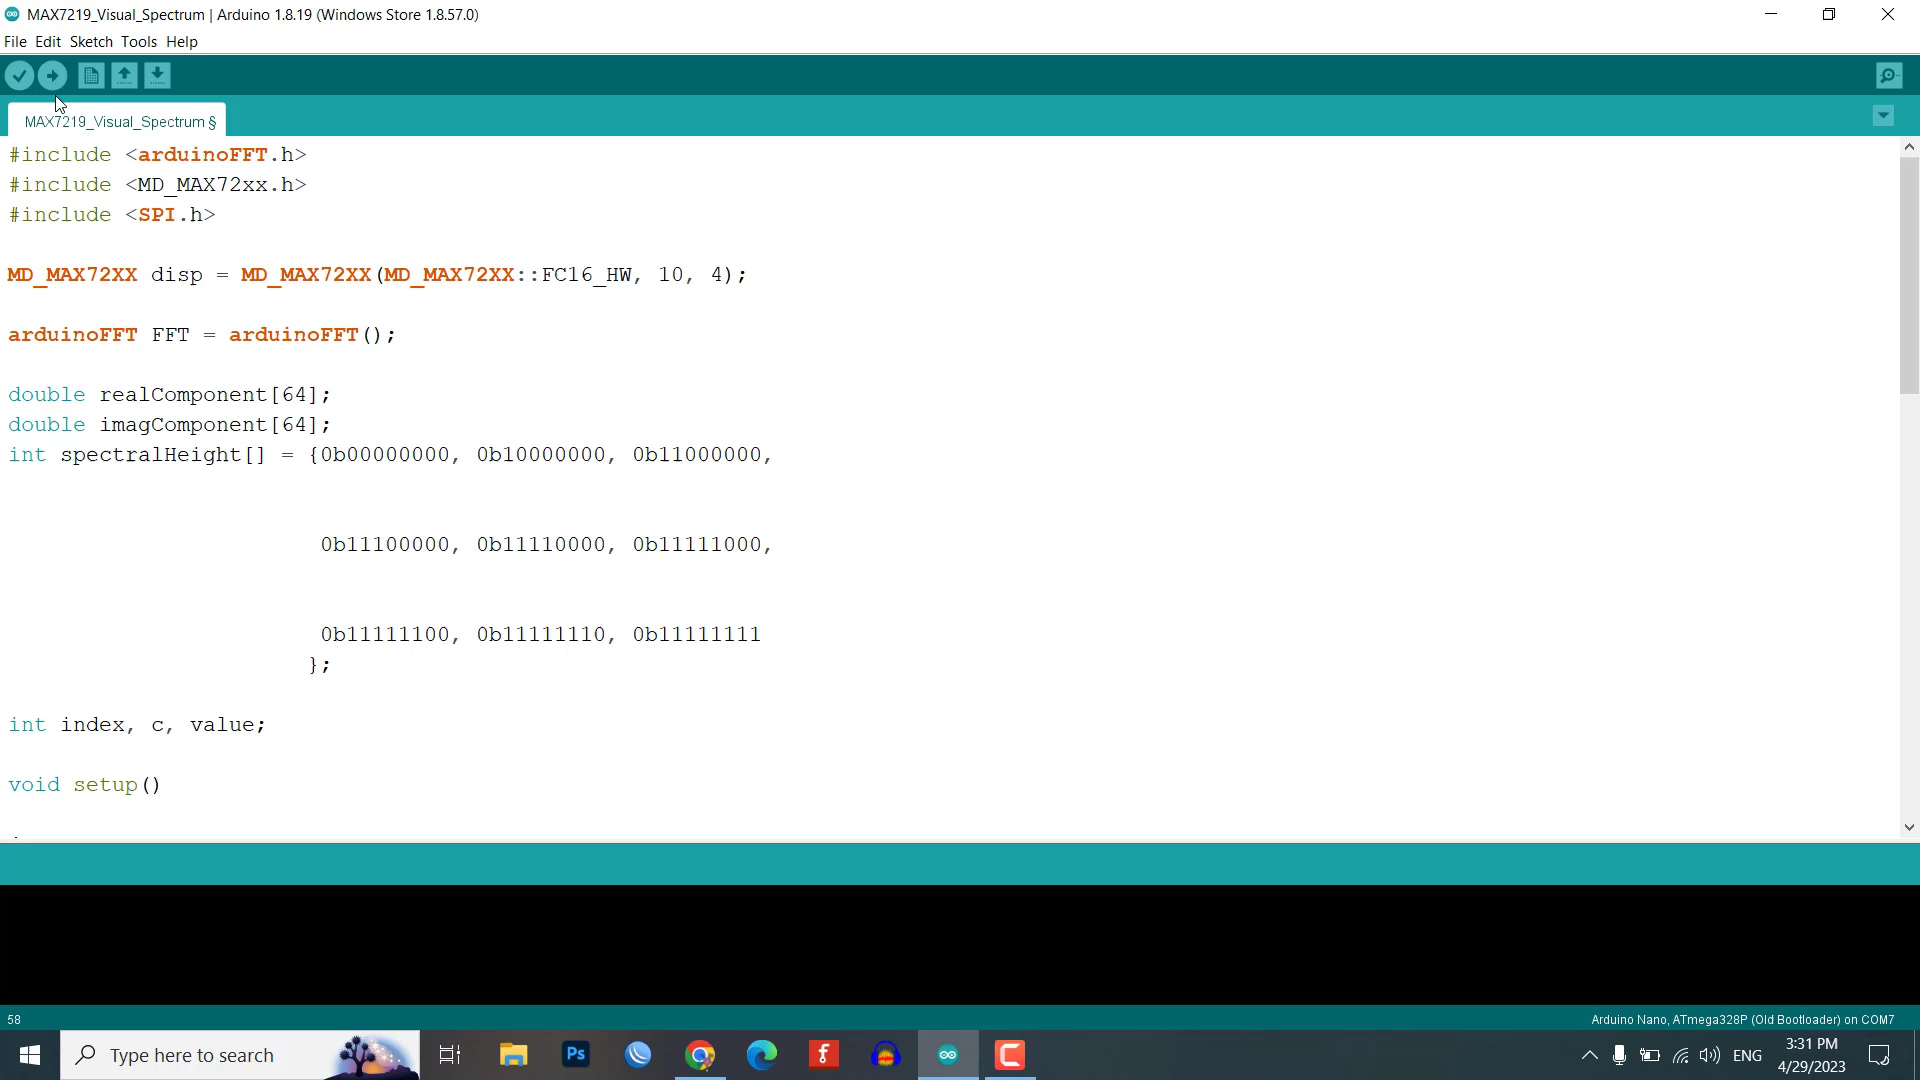 MAX7219_Visual_Spectrum | Arduino 1.8.19 (Windows Store 1.8.57.0)
File Edit Sketch Tools Help
MAX7219_Visual_Spectrum §
#include <arduinoFFT.h>
#include <MD_MAX72xx.h>
#include <SPI.h>
MD_MAX72XX disp = MD_MAX72XX(MD_MAX72XX::FC16_HW, 10, 4);
arduinoFFT FFT = arduinoFFT();
double realComponent[64];
double imagComponent[64];
int spectralHeight[] = {0b00000000, 0b10000000, 0b11000000,
0b11100000, 0b11110000, 0b11111000,
0b11111100, 0b11111110, 0b11111111
};
int index, c, value;
void setup()
58
Arduino Nano, ATmega328P (Old Bootloader) on COM7
Type here to search
Ps
ENG
3:31 PM
4/29/2023